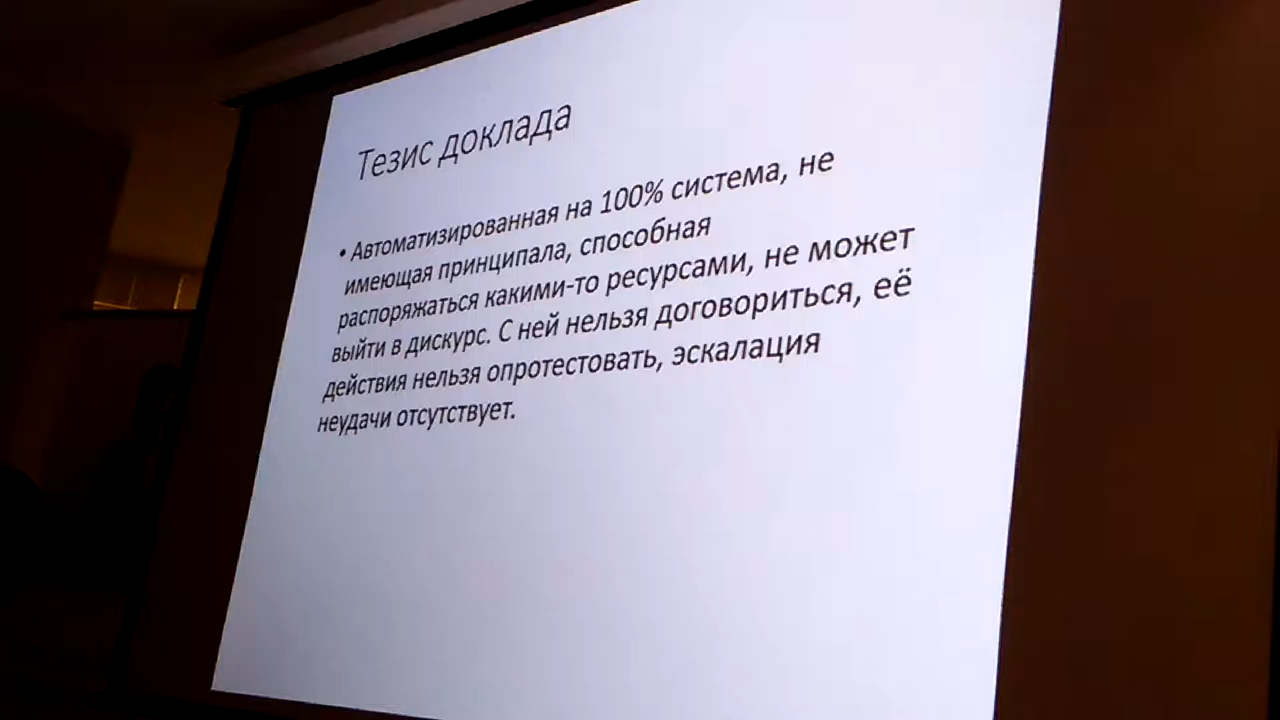 Тезис доклада
• Автоматизированная на 100% система, не
имеющая принципала, способная
распоряжаться какими-то ресурсами, не может
выйти в дискурс. С ней нельзя договориться, её
действия нельзя опротестовать, эскалация
неудачи отсутствует.